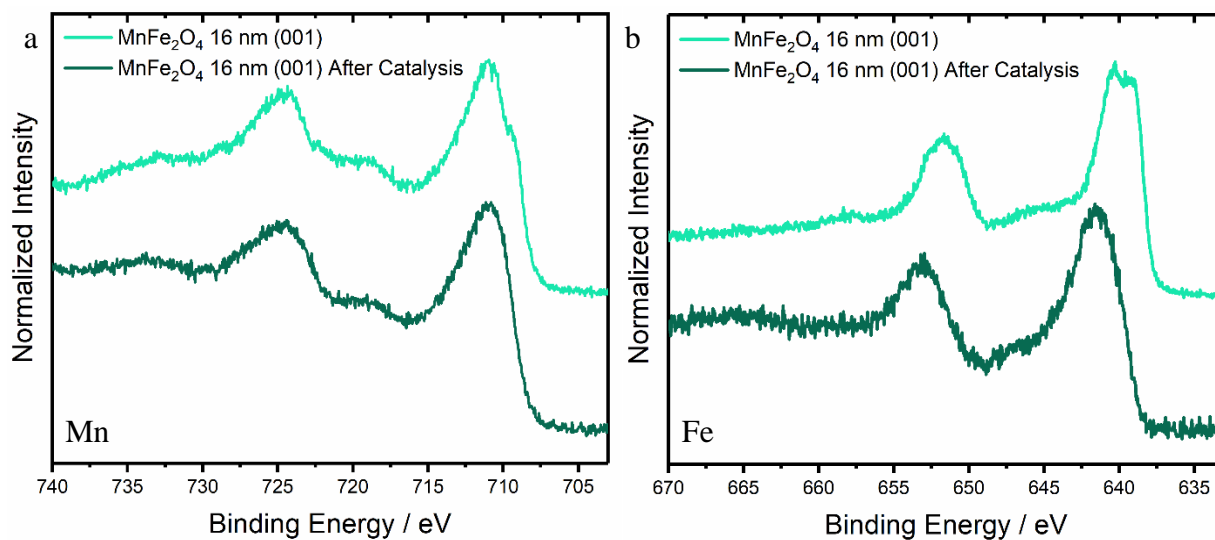 a
MnFe₂O₄ 16 nm (001)
MnFe₂O₄ 16 nm (001) After Catalysis
Normalized Intensity
Mn
740 735 730 725 720 715 710 705
Binding Energy / eV
b
MnFe₂O₄ 16 nm (001)
MnFe₂O₄ 16 nm (001) After Catalysis
Normalized Intensity
Fe
670 665 660 655 650 645 640 635
Binding Energy / eV